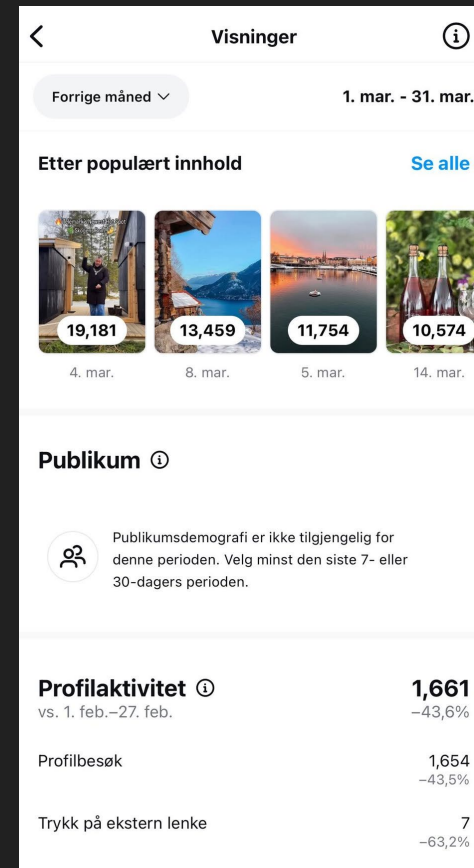 Visninger
Forrige måned
1. mar. - 31. mar.
Etter populært innhold
Se alle
19,181
13,459
11,754
10,574
4. mar.
8. mar.
5. mar.
14. mar.
Publikum
Publikumsdemografi er ikke tilgjengelig for
denne perioden. Velg minst den siste 7- eller
30-dagers perioden.
Profilaktivitet
1,661
vs. 1. feb.–27. feb.
–43,6%
Profilbesøk
1,654
–43,5%
Trykk på ekstern lenke
7
–63,2%